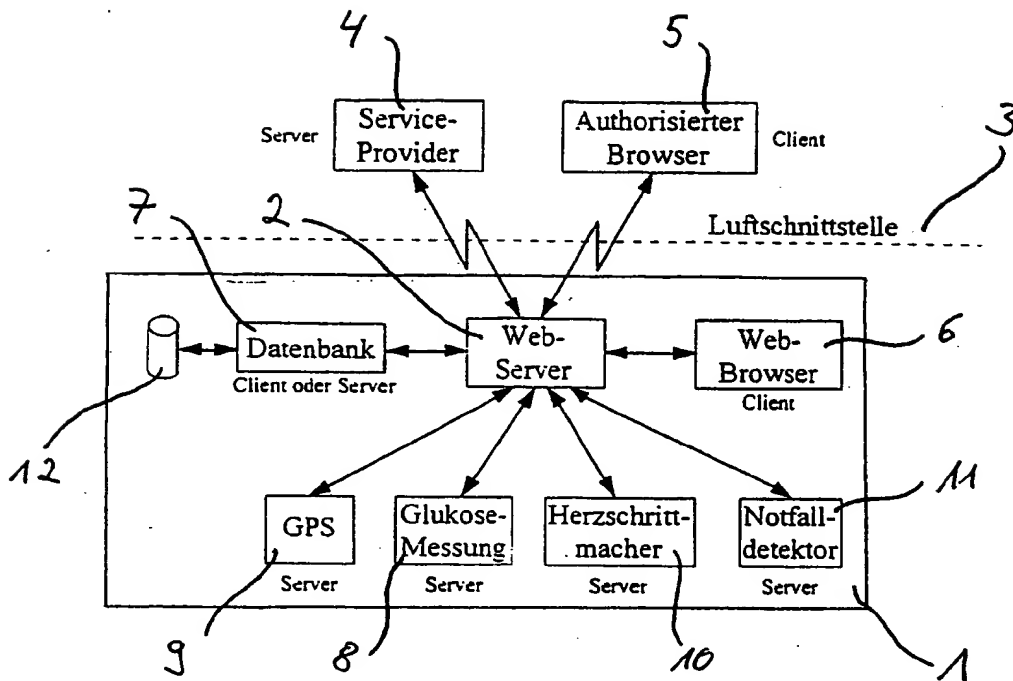 4
5
3
Server
Service-
Provider
Authorisierter
Browser
Client
7
2
Luftschnittstelle
Datenbank
Client oder Server
Web-
Server
Web-
Browser
Client
6
12
11
GPS
Server
Glukose-
Messung
Server
Herzschritt-
macher
Server
Notfall-
detektor
Server
9
8
10
1